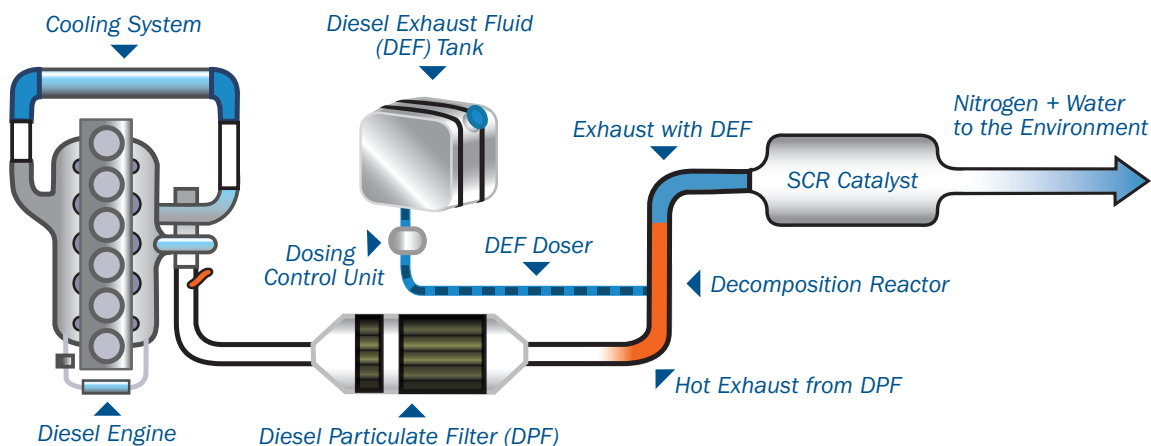 Cooling System
Diesel Exhaust Fluid
(DEF) Tank
Exhaust with DEF
Nitrogen + Water
to the Environment
SCR Catalyst
Dosing
Control Unit
DEF Doser
Decomposition Reactor
Hot Exhaust from DPF
Diesel Engine
Diesel Particulate Filter (DPF)